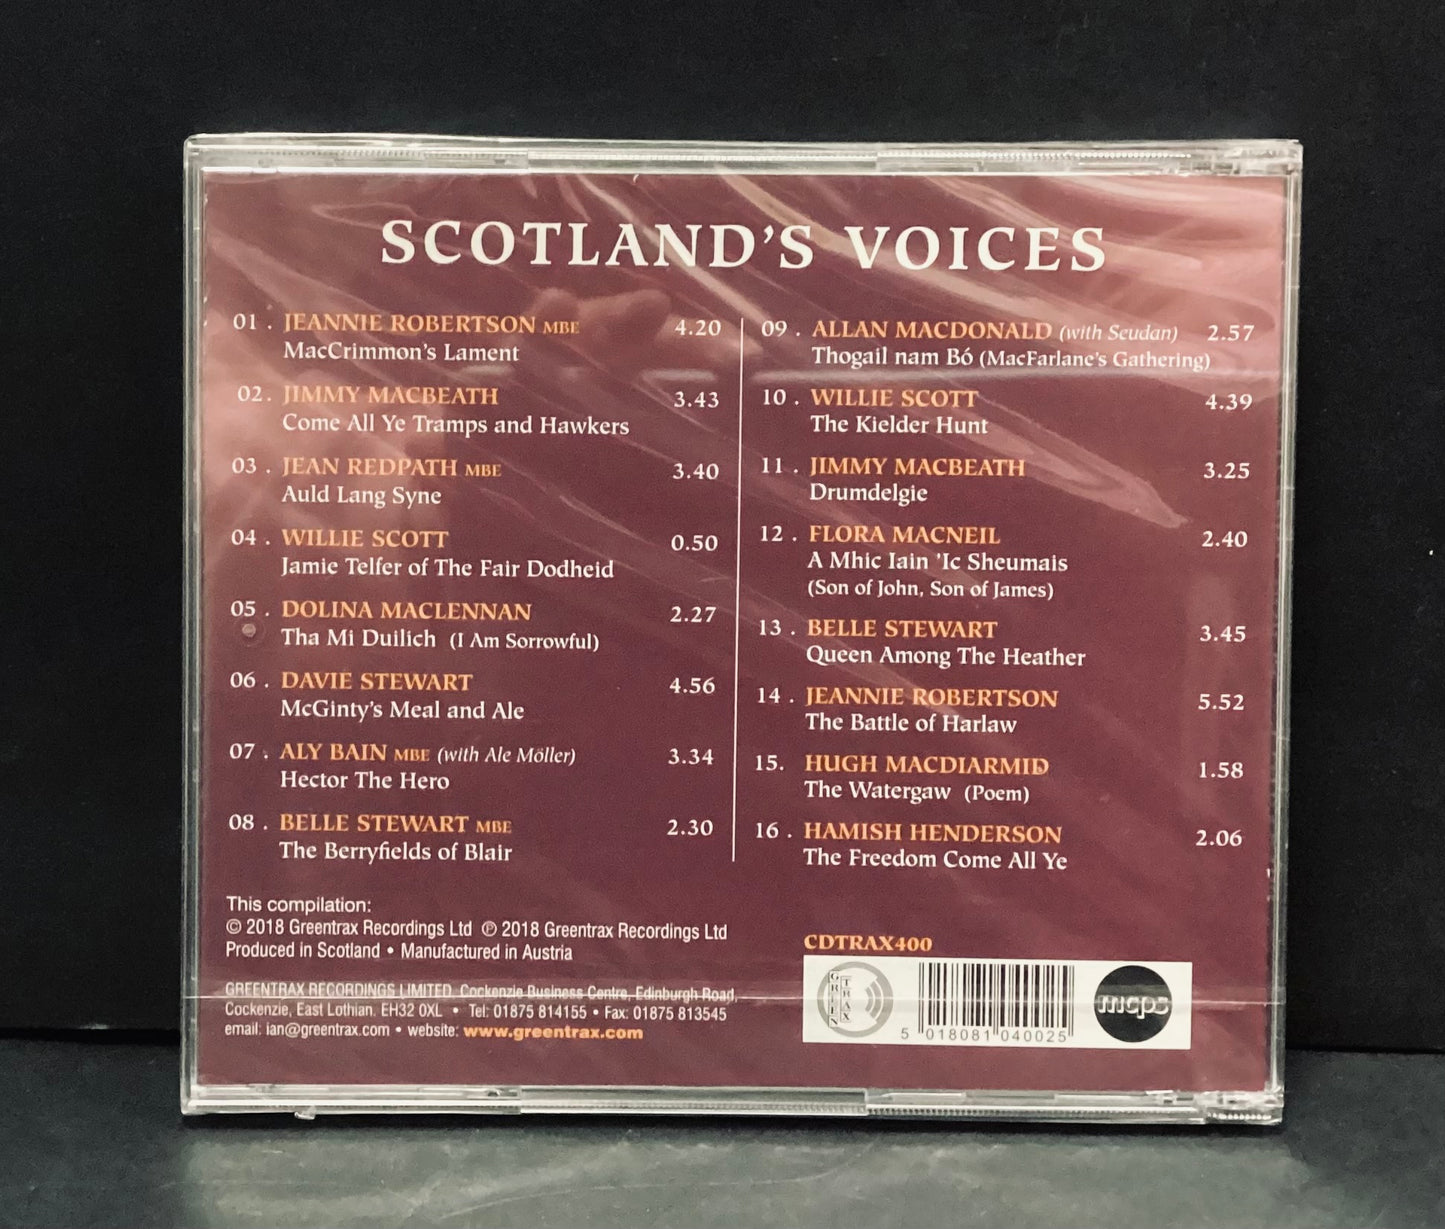 SCOTLAND'S VOICES
01 . JEANNIE ROBERTSON MBE 4.20
MacCrimmon's Lament
02 . JIMMY MACBEATH 3.43
Come All Ye Tramps and Hawkers
03 . JEAN REDPATH MBE 3.40
Auld Lang Syne
04 . WILLIE SCOTT 0.50
Jamie Telfer of The Fair Dodheid
05 . DOLINA MACLENNAN 2.27
Tha Mi Duilich (I Am Sorrowful)
06 . DAVIE STEWART 4.56
McGinty's Meal and Ale
07 . ALY BAIN MBE (with Ale Möller) 3.34
Hector The Hero
08 . BELLE STEWART MBE 2.30
The Berryfields of Blair
09 . ALLAN MACDONALD (with Seudan) 2.57
Thogail nam Bó (MacFarlane's Gathering)
10 . WILLIE SCOTT 4.39
The Kielder Hunt
11 . JIMMY MACBEATH 3.25
Drumdelgie
12 . FLORA MACNEIL 2.40
A Mhic Iain 'Ic Sheumais
(Son of John, Son of James)
13 . BELLE STEWART 3.45
Queen Among The Heather
14 . JEANNIE ROBERTSON 5.52
The Battle of Harlaw
15. HUGH MACDIARMID 1.58
The Watergaw (Poem)
16 . HAMISH HENDERSON 2.06
The Freedom Come All Ye
This compilation:
© 2018 Greentrax Recordings Ltd ℗ 2018 Greentrax Recordings Ltd
Produced in Scotland • Manufactured in Austria
GREENTRAX RECORDINGS LIMITED, Cockenzie Business Centre, Edinburgh Road,
Cockenzie, East Lothian. EH32 0XL • Tel: 01875 814155 • Fax: 01875 813545
email: ian@greentrax.com • website: www.greentrax.com
CDTRAX400
GREEN
TRAX
5 018081 040025
mcps